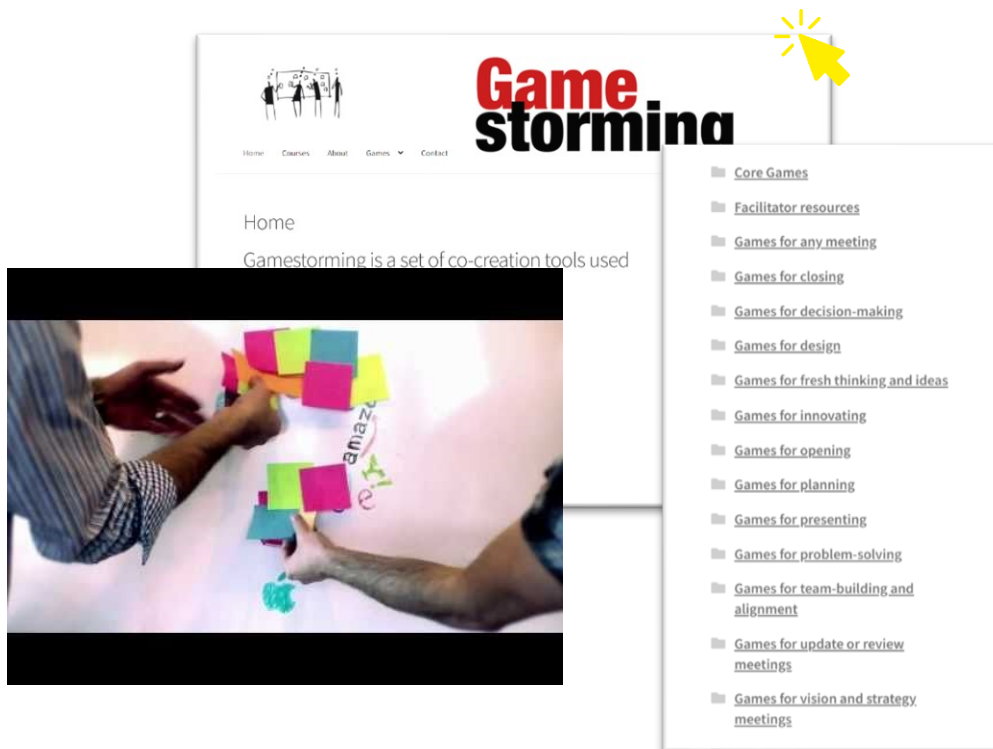 Game
storming
Home Courses About Games Contact
Home
Gamestorming is a set of co-creation tools used
amazo
Core Games
Facilitator resources
Games for any meeting
Games for closing
Games for decision-making
Games for design
Games for fresh thinking and ideas
Games for innovating
Games for opening
Games for planning
Games for presenting
Games for problem-solving
Games for team-building and
alignment
Games for update or review
meetings
Games for vision and strategy
meetings